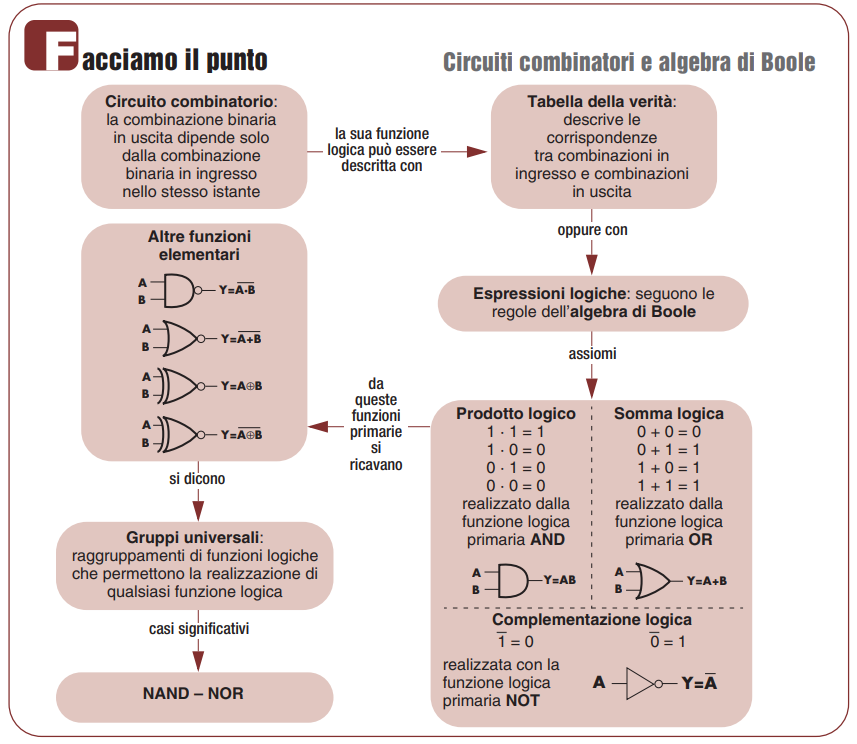 Facciamo il punto
Circuiti combinatori e algebra di Boole
Circuito combinatorio:
la combinazione binaria
in uscita dipende solo
dalla combinazione
binaria in ingresso
nello stesso istante
la sua funzione
logica può essere
descritta con
Tabella della verità:
descrive le
corrispondenze
tra combinazioni in
ingresso e combinazioni
in uscita
oppure con
Espressioni logiche: seguono le
regole dell'algebra di Boole
assiomi
Prodotto logico
1 · 1 = 1
1 · 0 = 0
0 · 1 = 0
0 · 0 = 0
realizzato dalla
funzione logica
primaria AND
A
B
Y=AB
Somma logica
0 + 0 = 0
0 + 1 = 1
1 + 0 = 1
1 + 1 = 1
realizzato dalla
funzione logica
primaria OR
A
B
Y=A+B
Complementazione logica
1̅ = 0
0̅ = 1
realizzata con la
funzione logica
primaria NOT
A
Y=A̅
da
queste
funzioni
primarie
si
ricavano
Altre funzioni
elementari
A
B
Y=A̅·̅B̅
A
B
Y=A̅+̅B̅
A
B
Y=A⊕B
A
B
Y=A̅⊕̅B̅
si dicono
Gruppi universali:
raggruppamenti di funzioni logiche
che permettono la realizzazione di
qualsiasi funzione logica
casi significativi
NAND – NOR